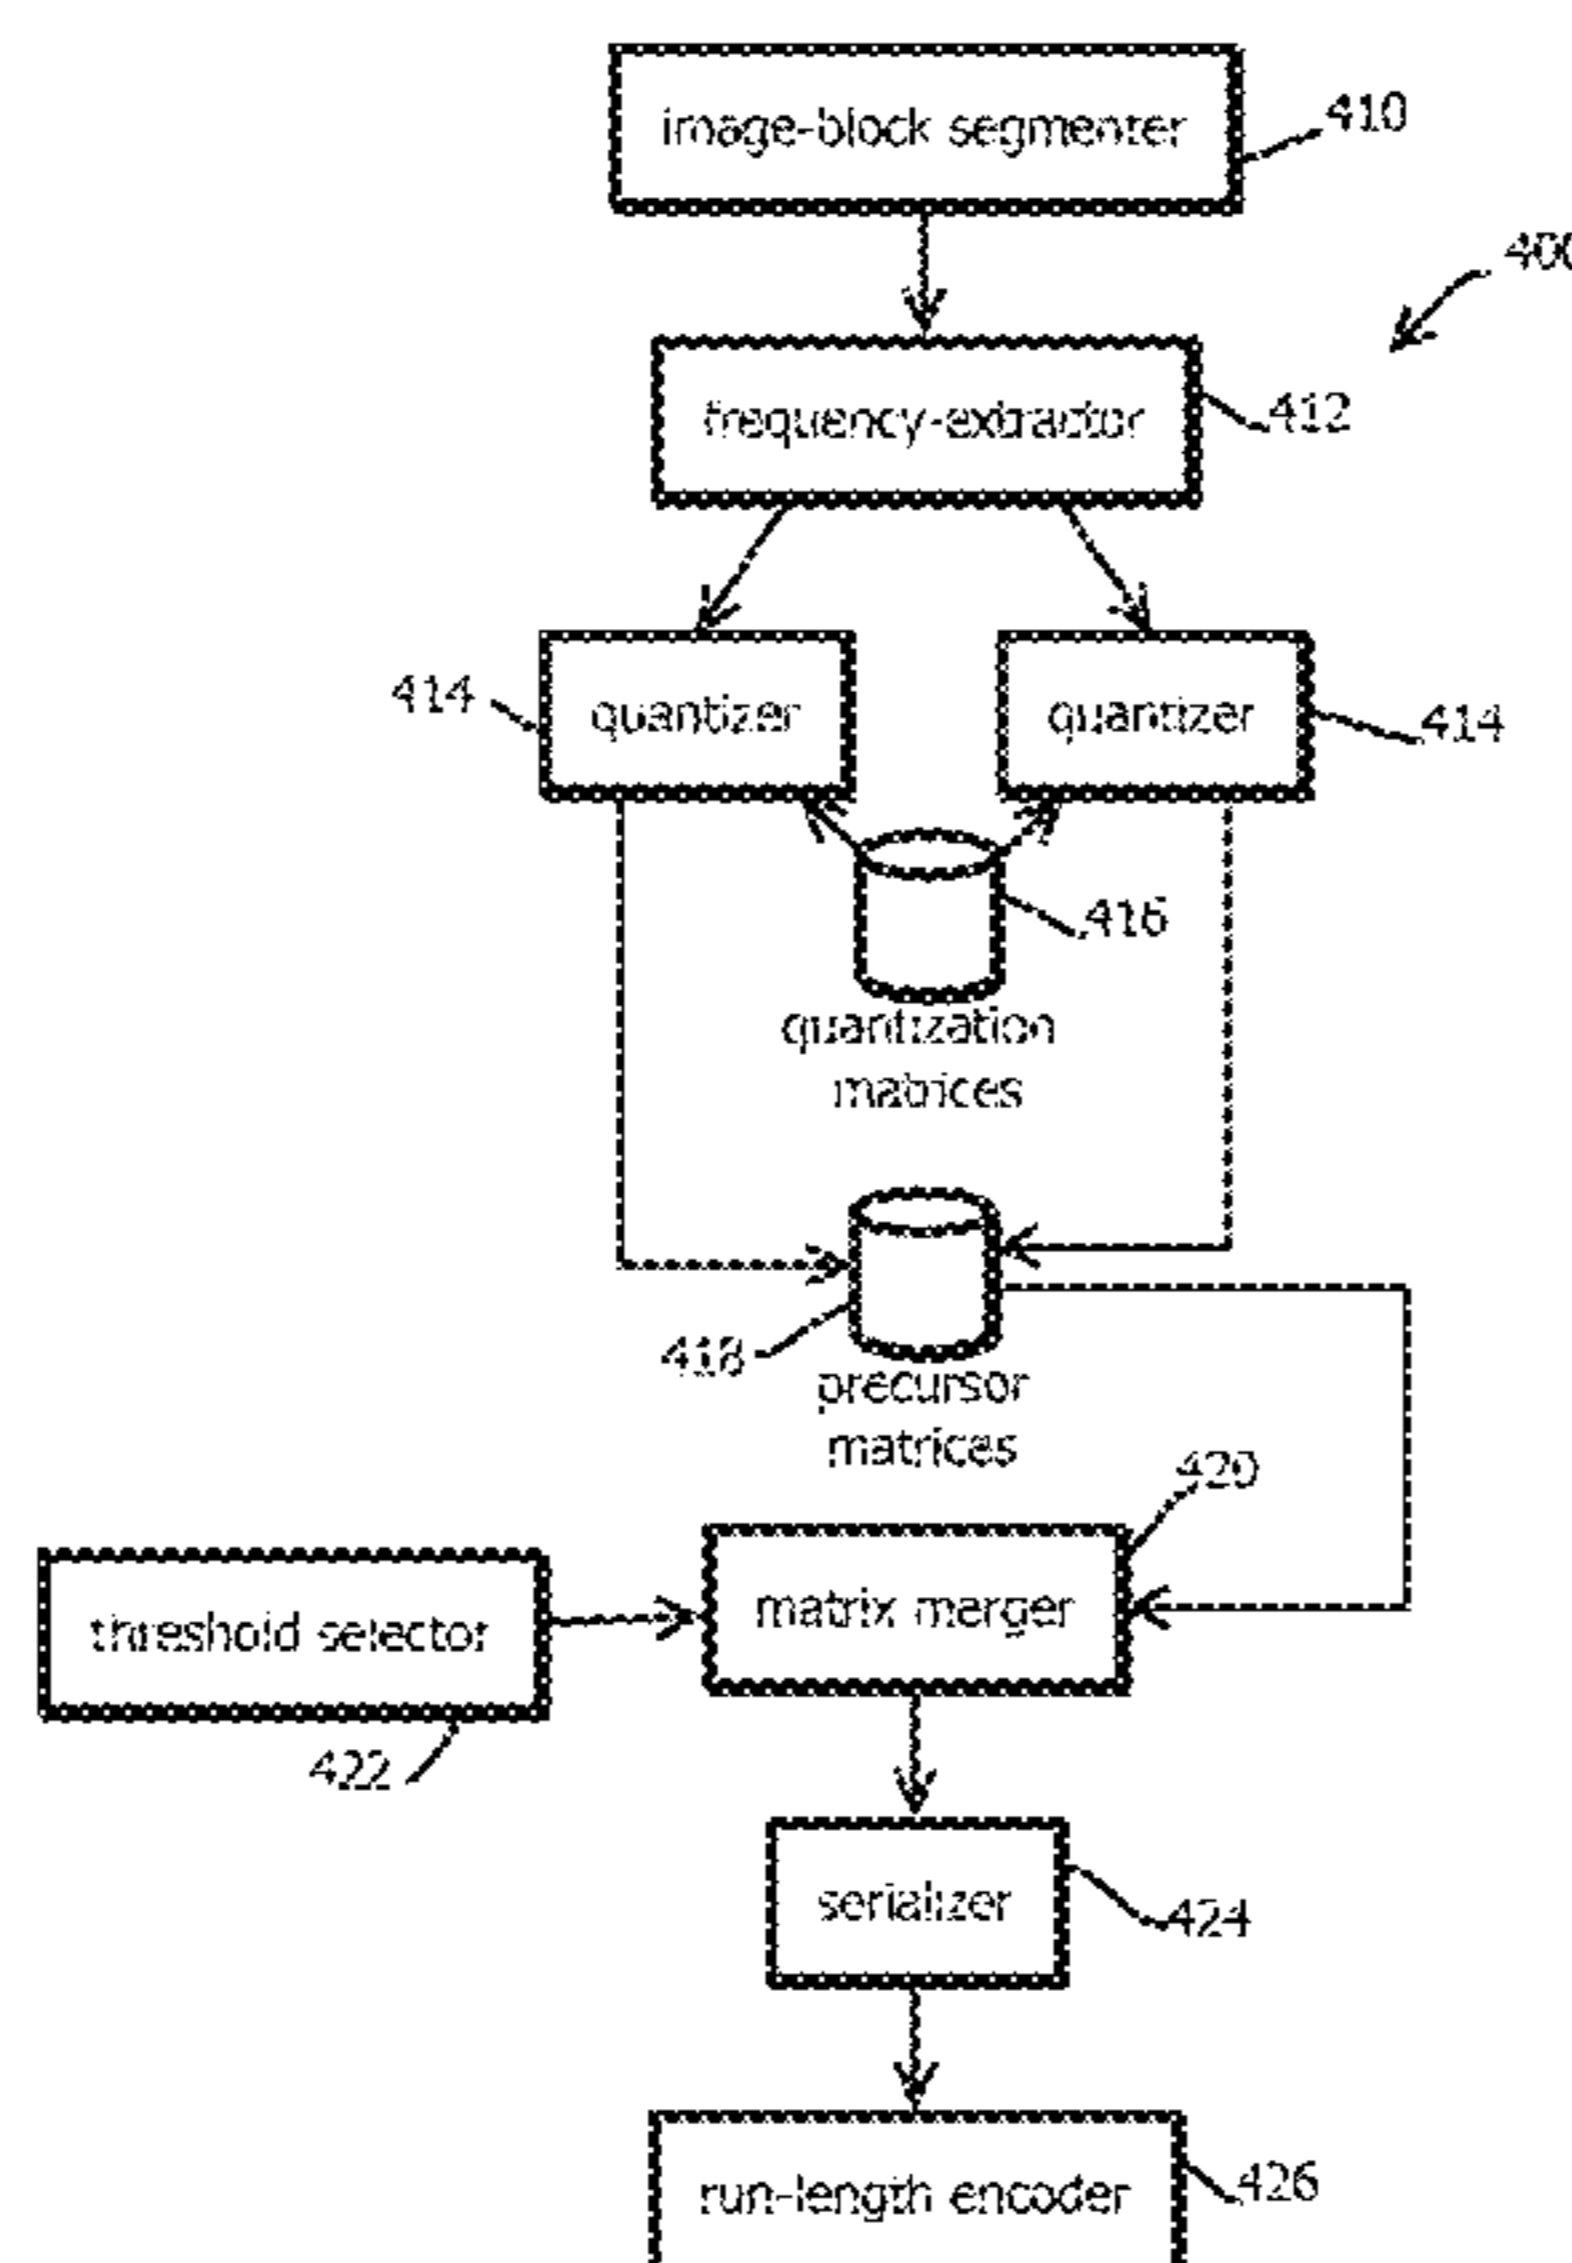 image-block segmenter
410
400
frequency-extractor
412
414
quantizer
quantizer
414
416
quantization
matrices
418
precursor
matrices
420
threshold selector
matrix merger
422
serializer
424
run-length encoder
426